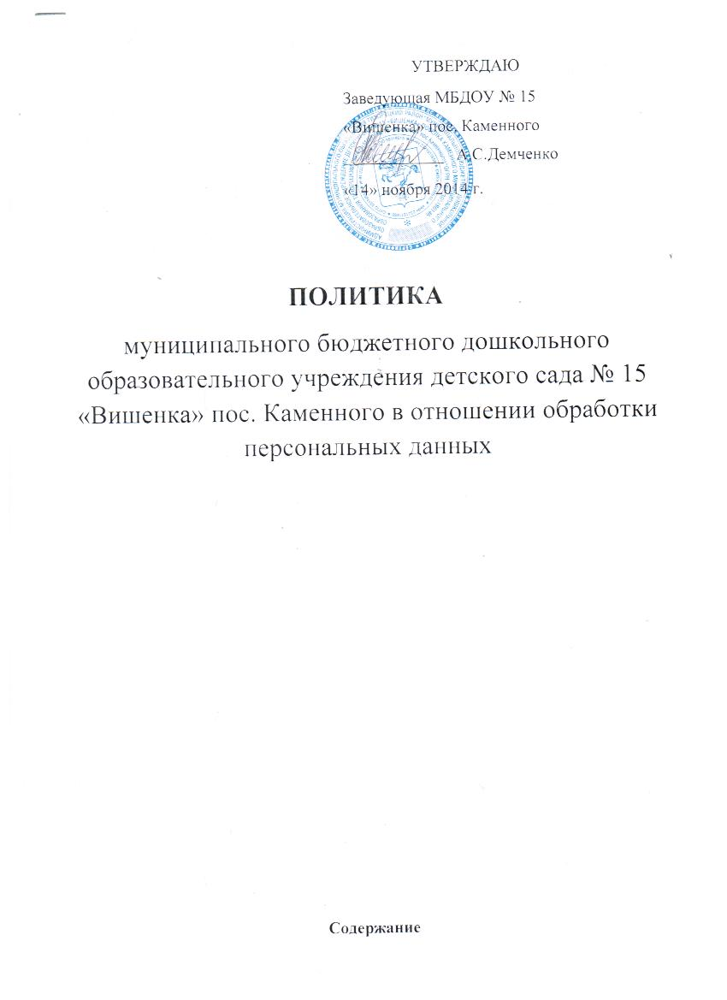 УТВЕРЖДАЮ
Заведующая МБДОУ № 15
«Вишенка» пос. Каменного
А.С.Демченко
«14» ноября 2014 г.
ПОЛИТИКА
муниципального бюджетного дошкольного
образовательного учреждения детского сада № 15
«Вишенка» пос. Каменного в отношении обработки
персональных данных
Содержание